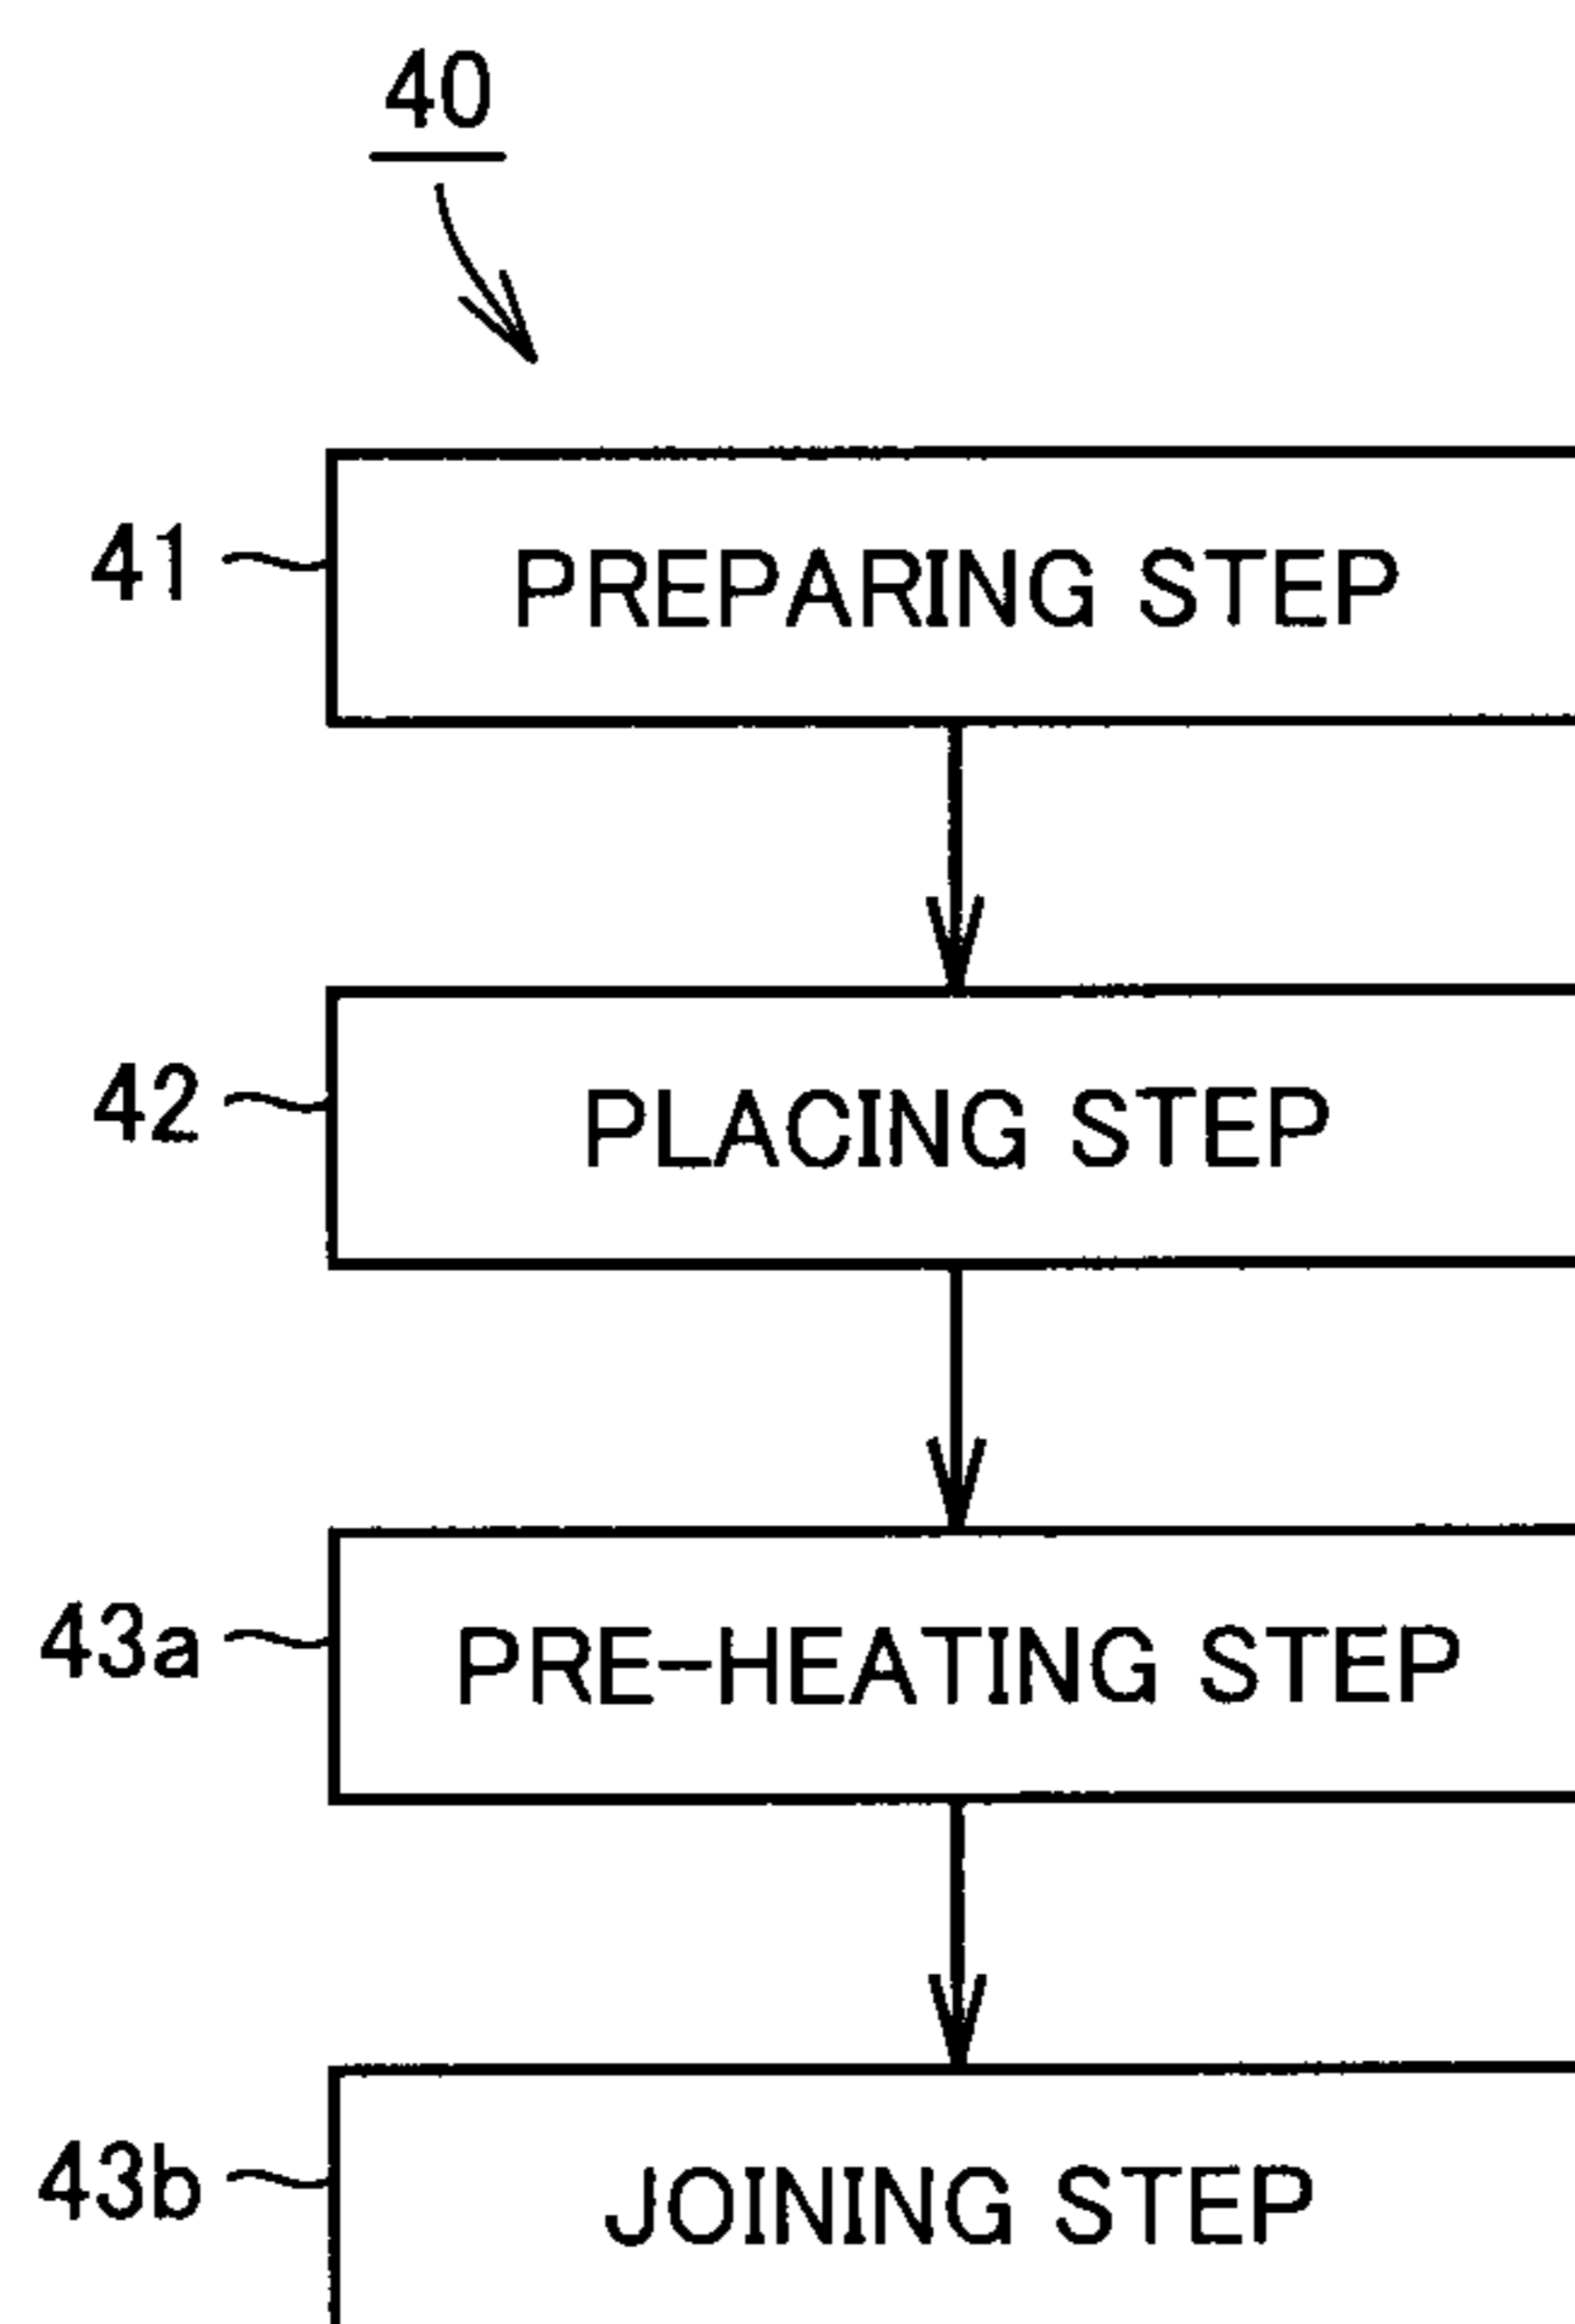 40
41 PREPARING STEP
42 PLACING STEP
43a PRE-HEATING STEP
43b JOINING STEP